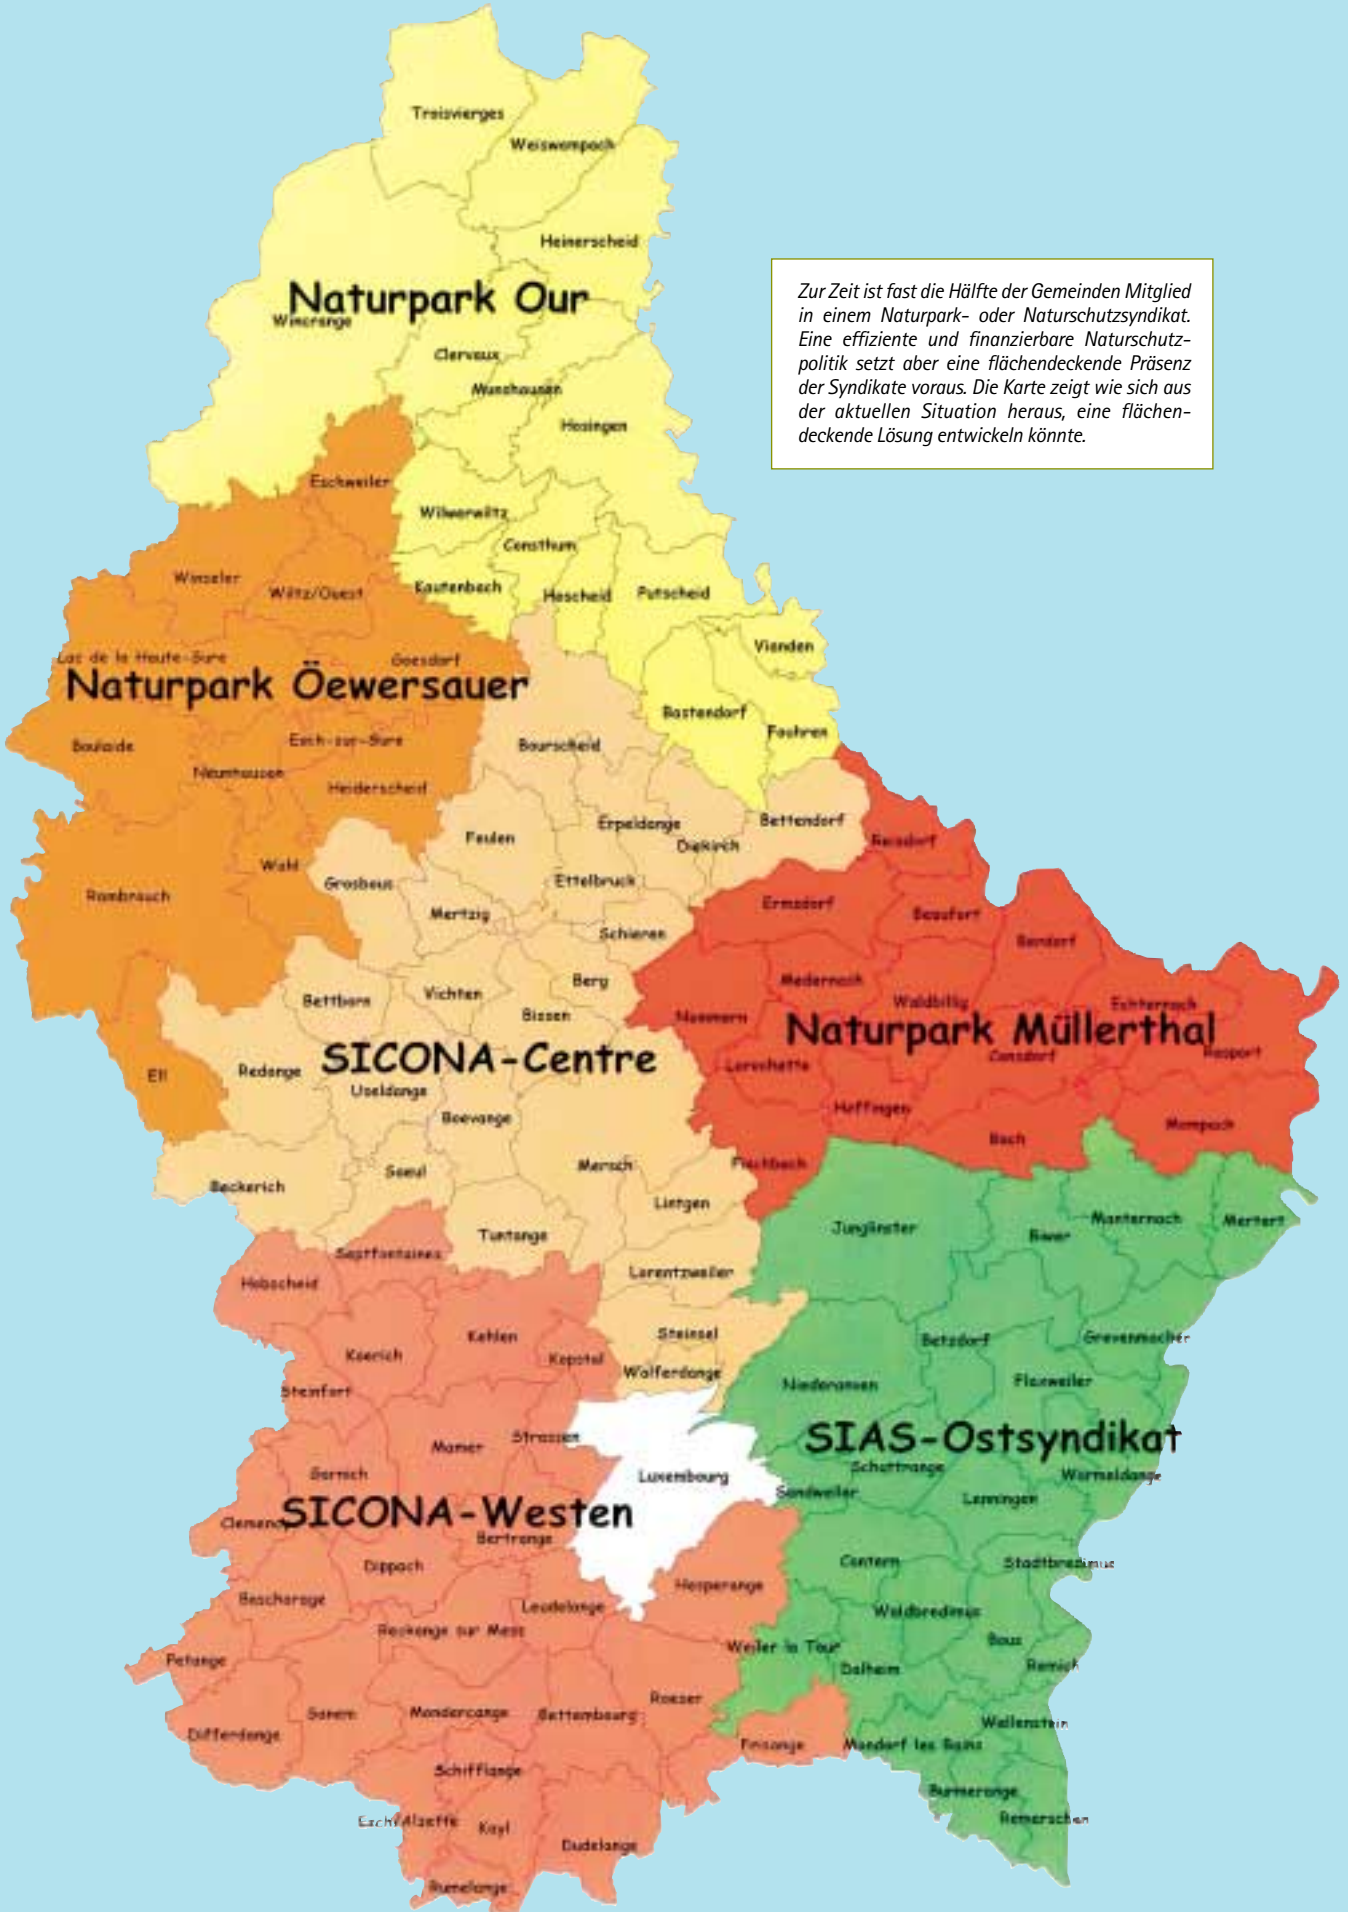 Troisvierges
Weiswampach
Heinerscheid
Naturpark Our
Wincrange
Zur Zeit ist fast die Hälfte der Gemeinden Mitglied
in einem Naturpark- oder Naturschutzsyndikat.
Eine effiziente und finanzierbare Naturschutz-
politik setzt aber eine flächendeckende Präsenz
der Syndikate voraus. Die Karte zeigt wie sich aus
der aktuellen Situation heraus, eine flächen-
deckende Lösung entwickeln könnte.
Clervaux
Munshausen
Hosingen
Eschweiler
Wilwerwiltz
Consthum
Winseler
Wiltz/Ouest
Kautenbach
Hoscheid
Putscheid
Vianden
Lac de la Haute-Sure
Goesdorf
Naturpark Öewersauer
Bastendorf
Fouhren
Boulaide
Esch-sur-Sure
Bourscheid
Neunhausen
Heiderscheid
Feulen
Erpeldange
Diekirch
Bettendorf
Reisdorf
Wahl
Grosbous
Ettelbruck
Rambrouch
Mertzig
Ermsdorf
Beaufort
Schieren
Berdorf
Berg
Medernach
Bettborn
Vichten
Waldbillig
Echternach
Bissen
Nommern
Naturpark Müllerthal
SICONA-Centre
Consdorf
Rosport
Ell
Redange
Useldange
Larochette
Boevange
Heffingen
Bech
Mompach
Saeul
Mersch
Fischbach
Beckerich
Lintgen
Tuntange
Junglinster
Biwer
Manternach
Mertert
Septfontaines
Hobscheid
Lorentzweiler
Kehlen
Steinsel
Koerich
Kopstal
Walferdange
Betzdorf
Grevenmacher
Steinfort
Niederanven
Flaxweiler
Mamer
Strassen
SIAS-Ostsyndikat
Garnich
Luxembourg
Schuttrange
Wormeldange
Sandweiler
Lenningen
SICONA-Westen
Clemency
Bertrange
Dippach
Contern
Stadtbredimus
Bascharage
Leudelange
Hesperange
Waldbredimus
Reckange sur Mess
Bous
Petange
Weiler la Tour
Dalheim
Remich
Sanem
Mondercange
Bettembourg
Roeser
Wellenstein
Differdange
Frisange
Mondorf les Bains
Schifflange
Burmerange
Esch/Alzette
Kayl
Remerschen
Dudelange
Rumelange